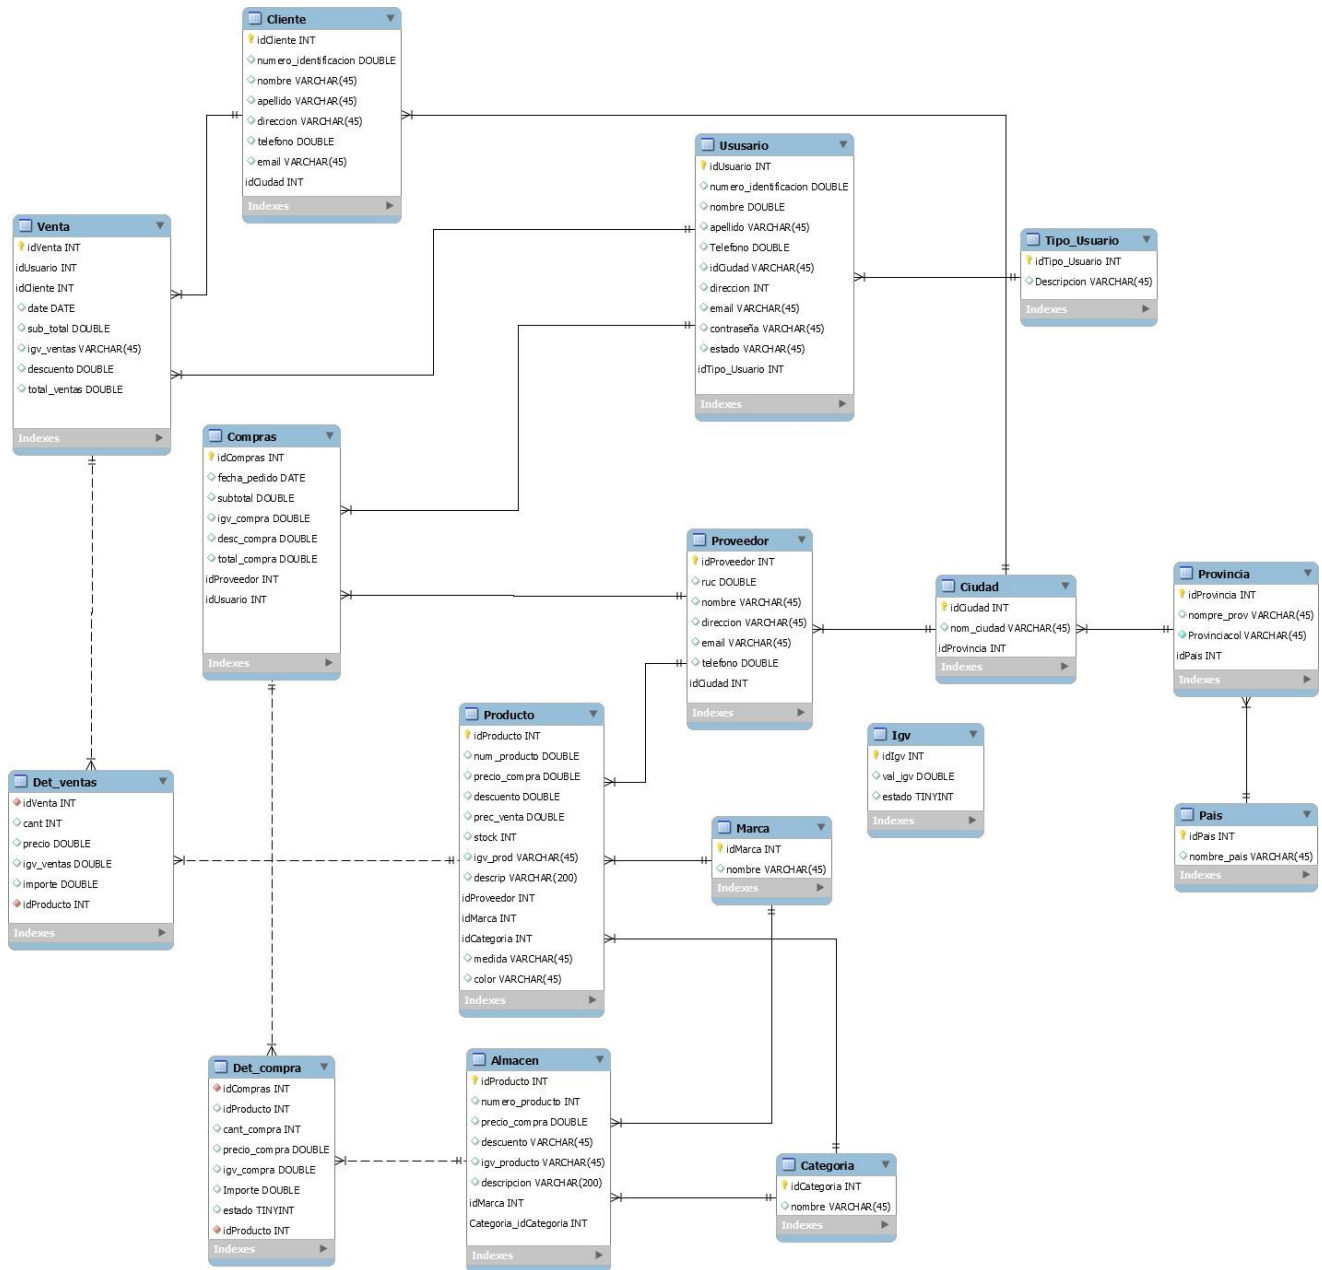 Cliente
idCliente INT
numero_identificacion DOUBLE
nombre VARCHAR(45)
apellido VARCHAR(45)
direccion VARCHAR(45)
telefono DOUBLE
email VARCHAR(45)
idCiudad INT
Indexes
Ususario
idUsuario INT
numero_identificacion DOUBLE
nombre DOUBLE
apellido VARCHAR(45)
Telefono DOUBLE
idCiudad VARCHAR(45)
direccion INT
email VARCHAR(45)
contraseña VARCHAR(45)
estado VARCHAR(45)
idTipo_Usuario INT
Indexes
Venta
idVenta INT
idUsuario INT
idCliente INT
date DATE
sub_total DOUBLE
igv_ventas VARCHAR(45)
descuento DOUBLE
total_ventas DOUBLE
Indexes
Tipo_Usuario
idTipo_Usuario INT
Descripcion VARCHAR(45)
Indexes
Compras
idCompras INT
fecha_pedido DATE
subtotal DOUBLE
igv_compra DOUBLE
desc_compra DOUBLE
total_compra DOUBLE
idProveedor INT
idUsuario INT
Indexes
Proveedor
idProveedor INT
ruc DOUBLE
nombre VARCHAR(45)
direccion VARCHAR(45)
email VARCHAR(45)
telefono DOUBLE
idCiudad INT
Indexes
Ciudad
idCiudad INT
nom_ciudad VARCHAR(45)
idProvincia INT
Indexes
Provincia
idProvincia INT
nompre_prov VARCHAR(45)
Provinciacol VARCHAR(45)
idPais INT
Indexes
Producto
idProducto INT
num_producto DOUBLE
precio_compra DOUBLE
descuento DOUBLE
prec_venta DOUBLE
stock INT
igv_prod VARCHAR(45)
descrip VARCHAR(200)
idProveedor INT
idMarca INT
idCategoria INT
medida VARCHAR(45)
color VARCHAR(45)
Indexes
Igv
idIgv INT
val_igv DOUBLE
estado TINYINT
Indexes
Det_ventas
idVenta INT
cant INT
precio DOUBLE
igv_ventas DOUBLE
importe DOUBLE
idProducto INT
Indexes
Marca
idMarca INT
nombre VARCHAR(45)
Indexes
Pais
idPais INT
nombre_pais VARCHAR(45)
Indexes
Det_compra
idCompras INT
idProducto INT
cant_compra INT
precio_compra DOUBLE
igv_compra DOUBLE
Importe DOUBLE
estado TINYINT
idProducto INT
Indexes
Almacen
idProducto INT
numero_producto INT
precio_compra DOUBLE
descuento VARCHAR(45)
igv_producto VARCHAR(45)
descripcion VARCHAR(200)
idMarca INT
Categoria_idCategoria INT
Indexes
Categoria
idCategoria INT
nombre VARCHAR(45)
Indexes